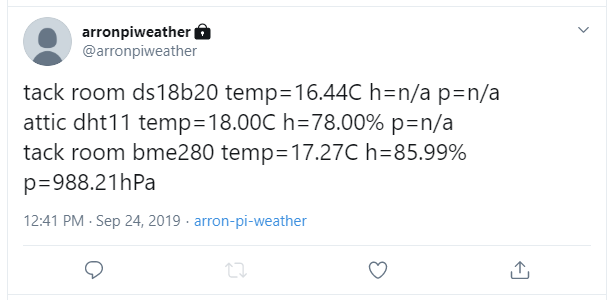 arronpiweather
@arronpiweather
tack room ds18b20 temp=16.44C h=n/a p=n/a
attic dht11 temp=18.00C h=78.00% p=n/a
tack room bme280 temp=17.27C h=85.99%
p=988.21hPa
12:41 PM · Sep 24, 2019 · arron-pi-weather